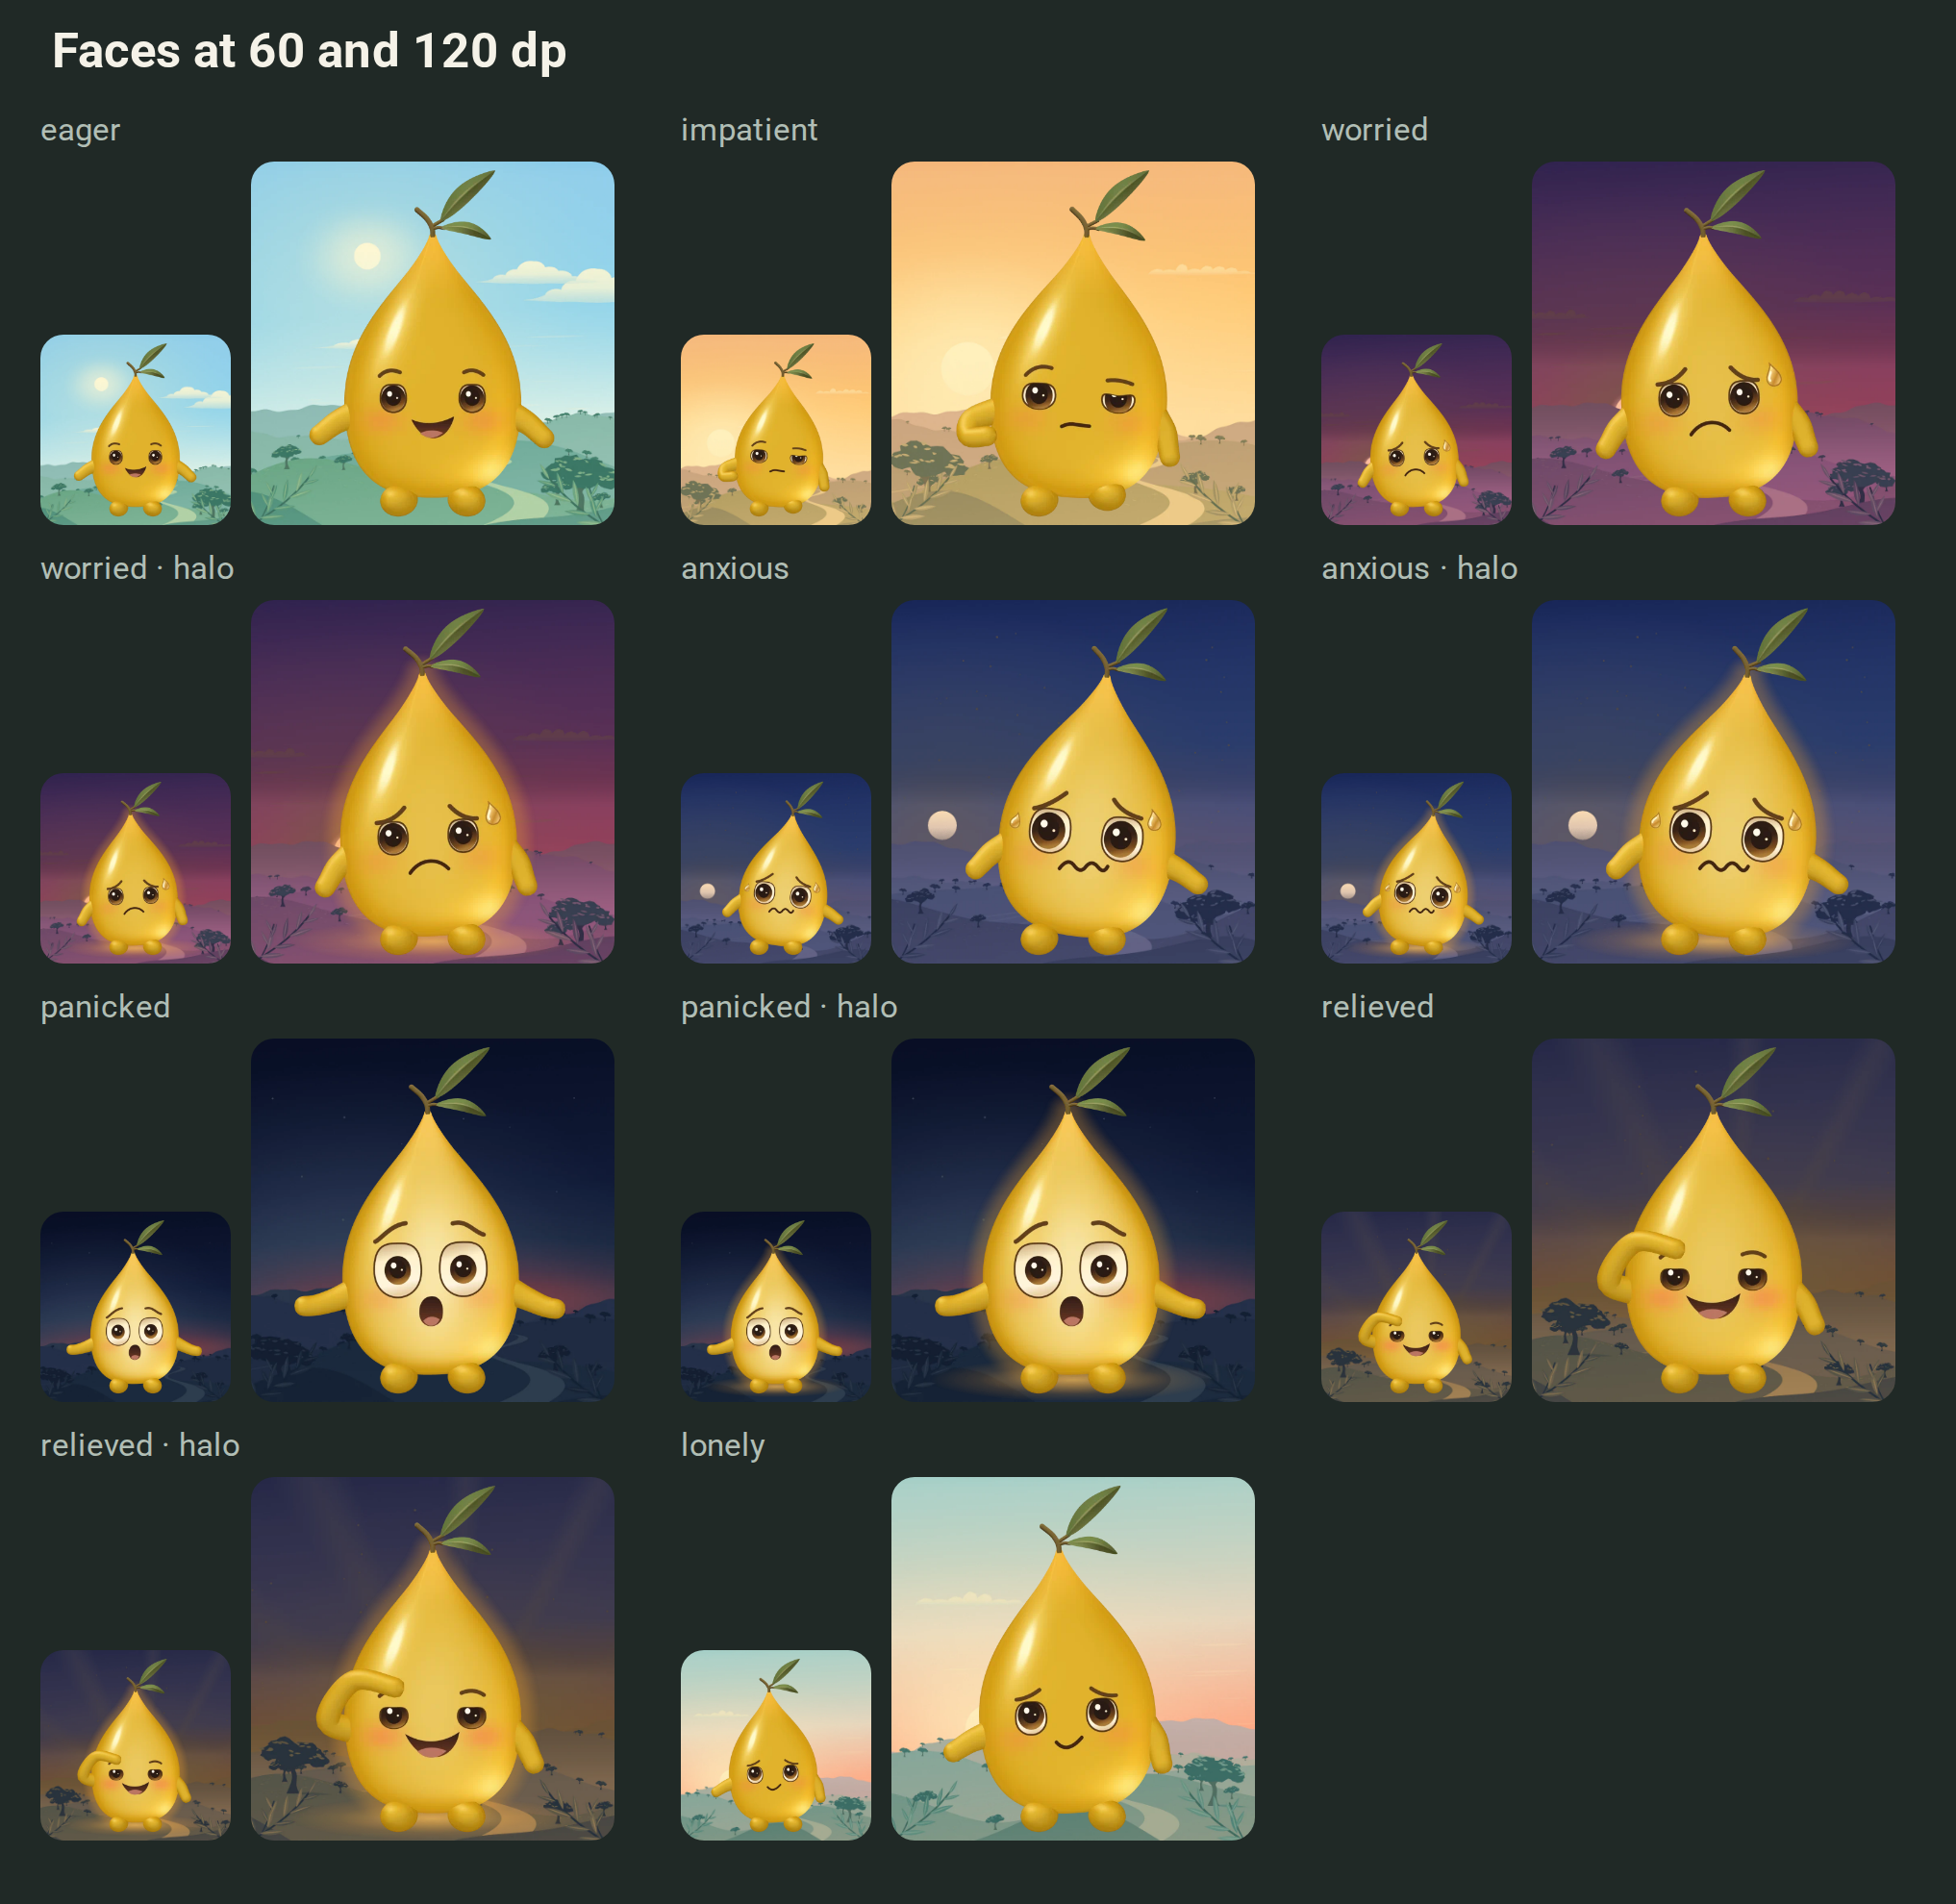 Faces at 60 and 120 dp
eager
impatient
worried
worried · halo
anxious
anxious · halo
panicked
panicked · halo
relieved
relieved · halo
lonely